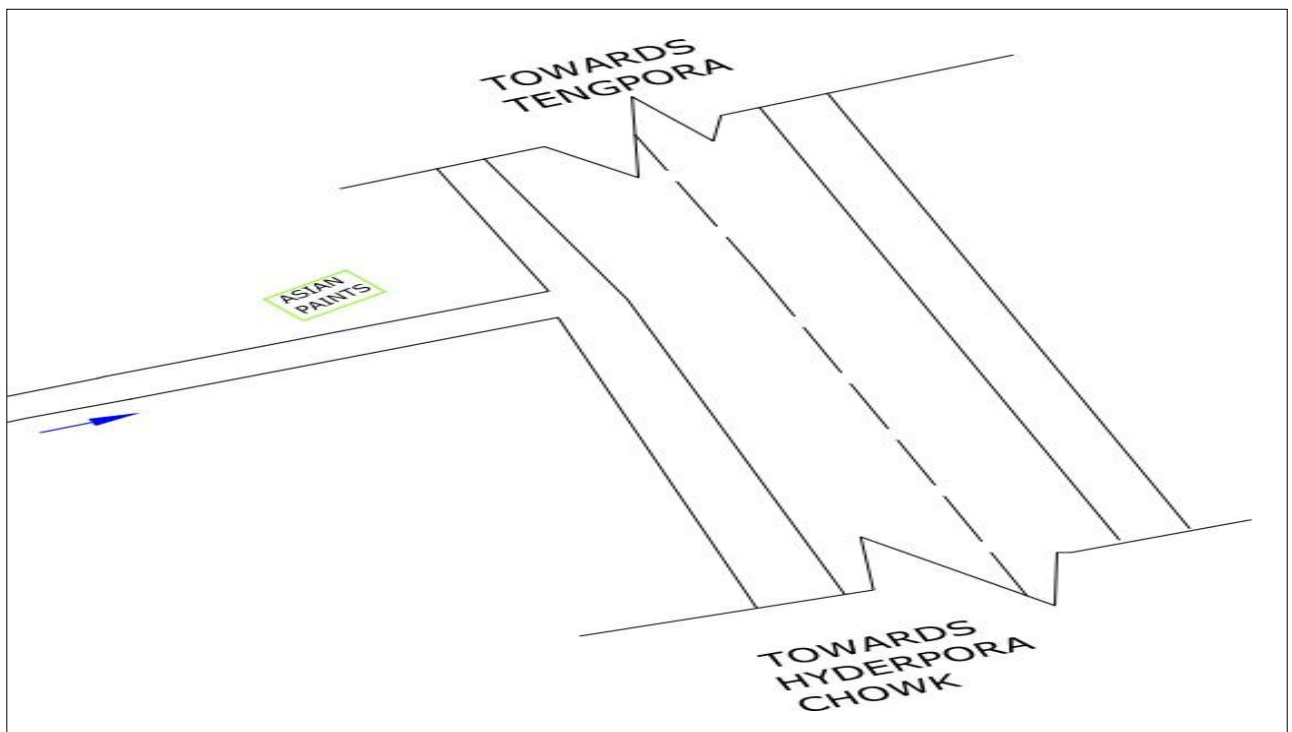 TOWARDS
TENGPORA
ASIAN
PAINTS
TOWARDS
HYDERPORA
CHOWK